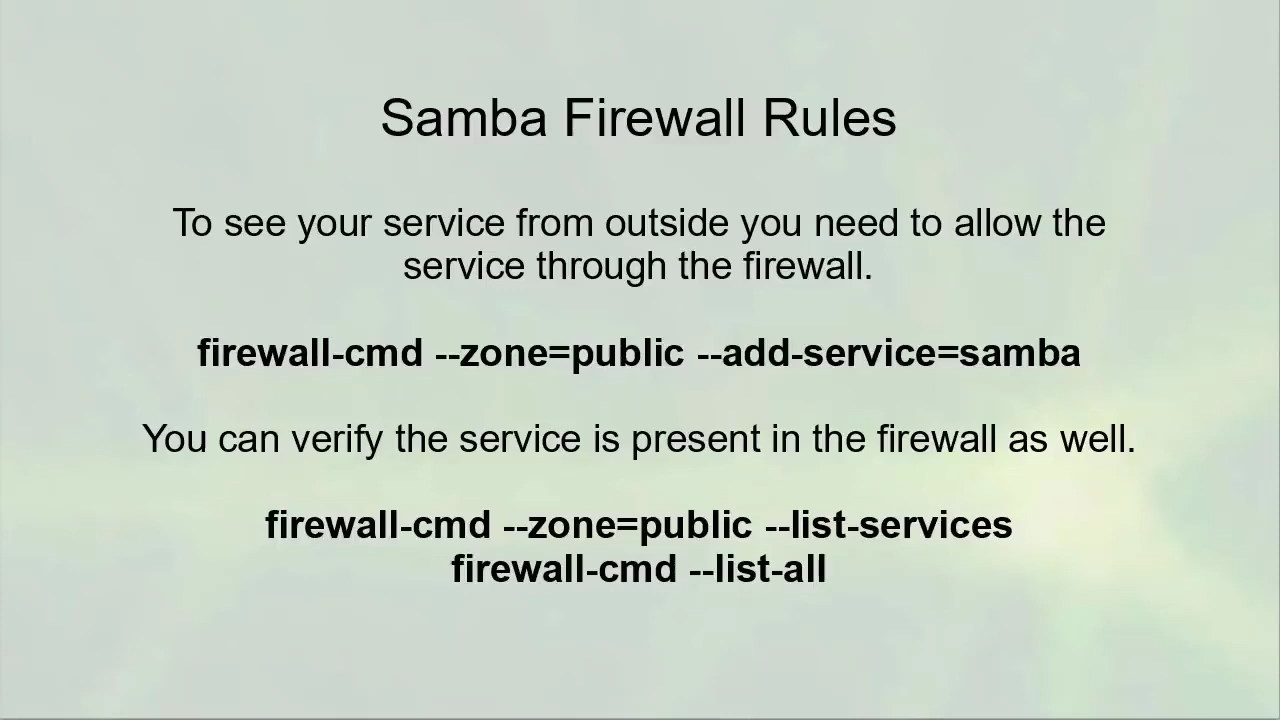 Samba Firewall Rules
To see your service from outside you need to allow the
service through the firewall.
firewall-cmd --zone=public --add-service=samba
You can verify the service is present in the firewall as well.
firewall-cmd --zone=public --list-services
firewall-cmd --list-all